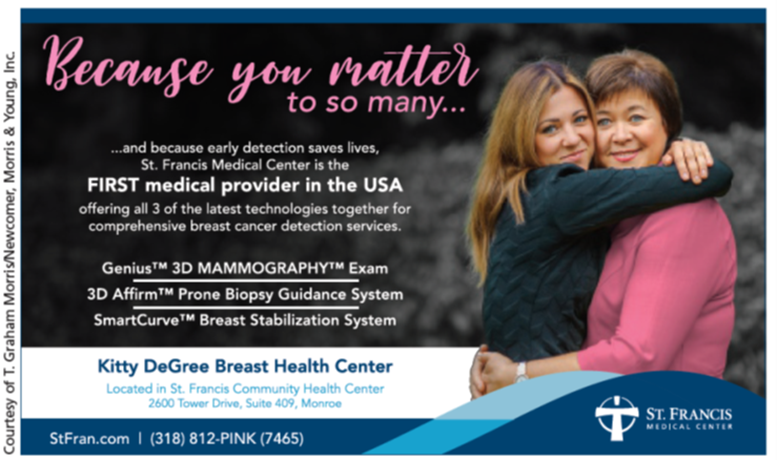 Because you matter
to so many...
...and because early detection saves lives,
St. Francis Medical Center is the
FIRST medical provider in the USA
offering all 3 of the latest technologies together for
comprehensive breast cancer detection services.
Genius™ 3D MAMMOGRAPHY™ Exam
3D Affirm™ Prone Biopsy Guidance System
SmartCurve™ Breast Stabilization System
Kitty DeGree Breast Health Center
Located in St. Francis Community Health Center
2600 Tower Drive, Suite 409, Monroe
StFran.com | (318) 812-PINK (7465)
ST. FRANCIS
MEDICAL CENTER
Courtesy of T. Graham Morris/Newcomer, Morris & Young, Inc.